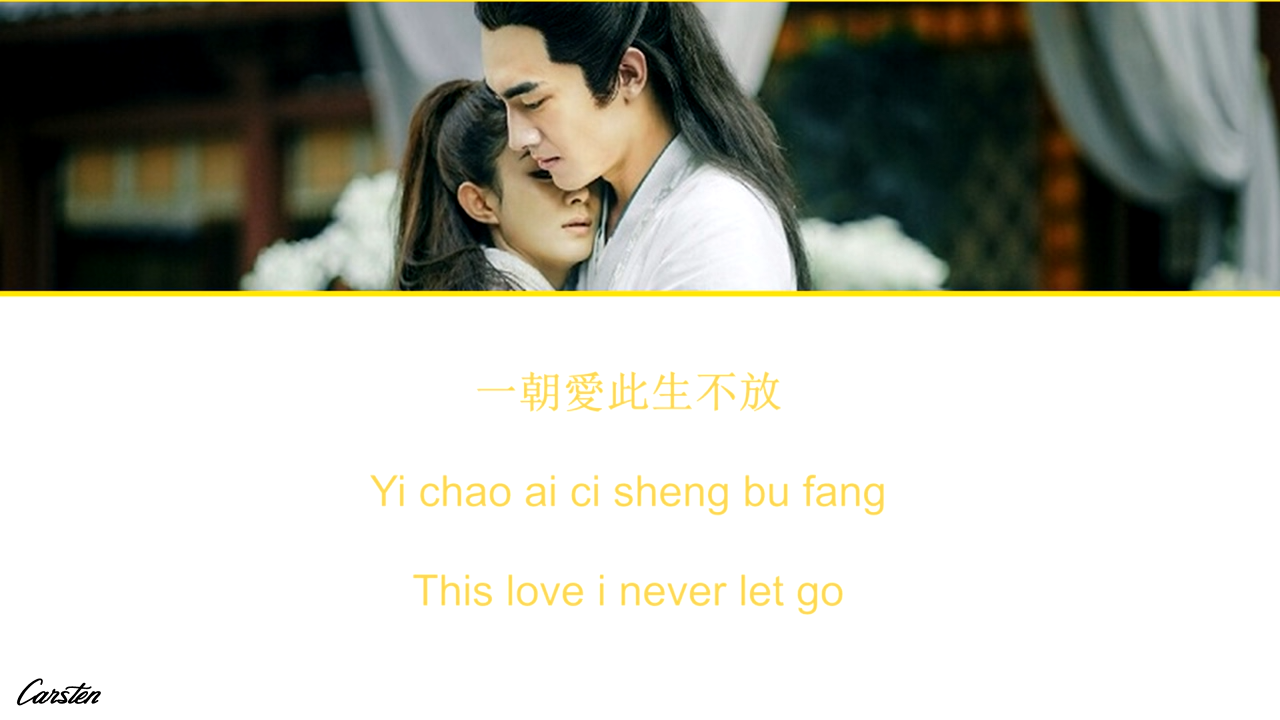 一朝愛此生不放
Yi chao ai ci sheng bu fang
This love i never let go
Carsten